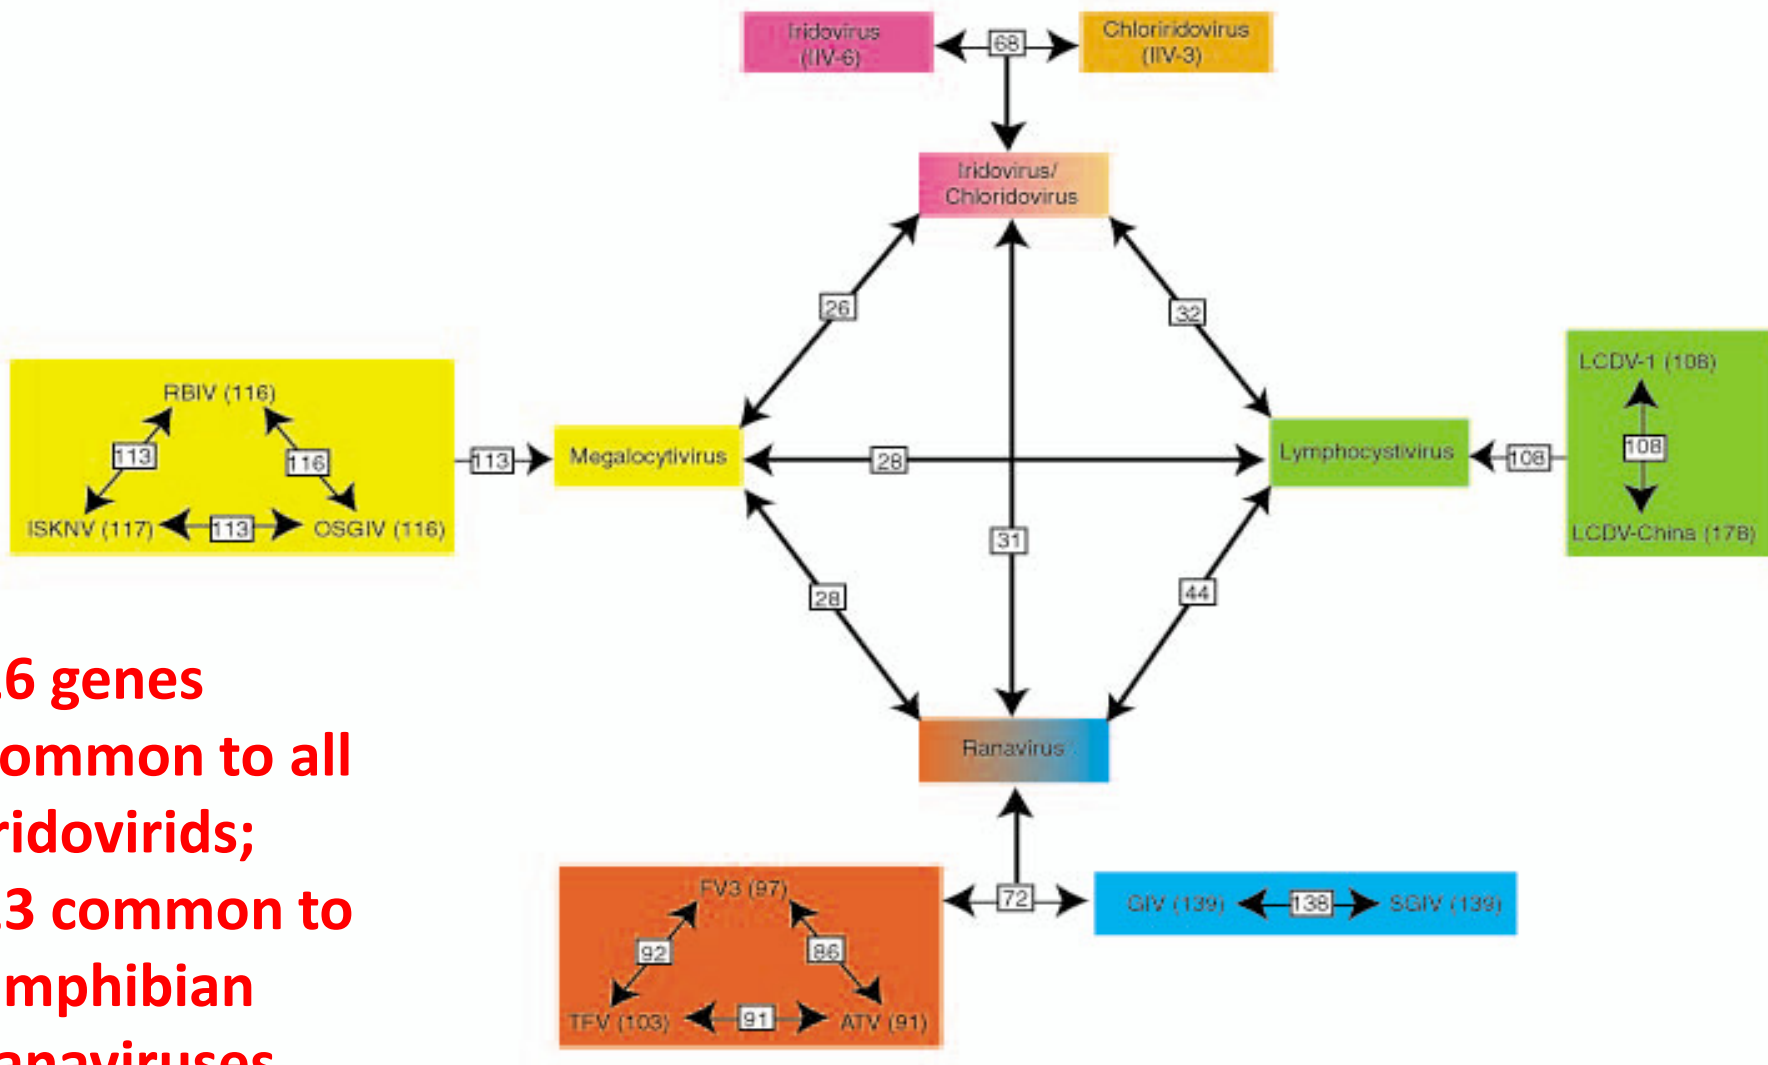 Iridovirus
(IIV-6)
68
Chloriridovirus
(IIV-3)
Iridovirus/
Chloridovirus
26
32
RBIV (116)
113
116
ISKNV (117)
113
OSGIV (116)
113
Megalocytivirus
28
Lymphocystivirus
108
LCDV-1 (108)
108
LCDV-China (178)
31
28
44
Ranavirus
72
FV3 (97)
92
86
TFV (103)
91
ATV (91)
GIV (139)
138
SGIV (139)
6 genes
ommon to all
ridovirids;
3 common to
mphibian
anaviruses